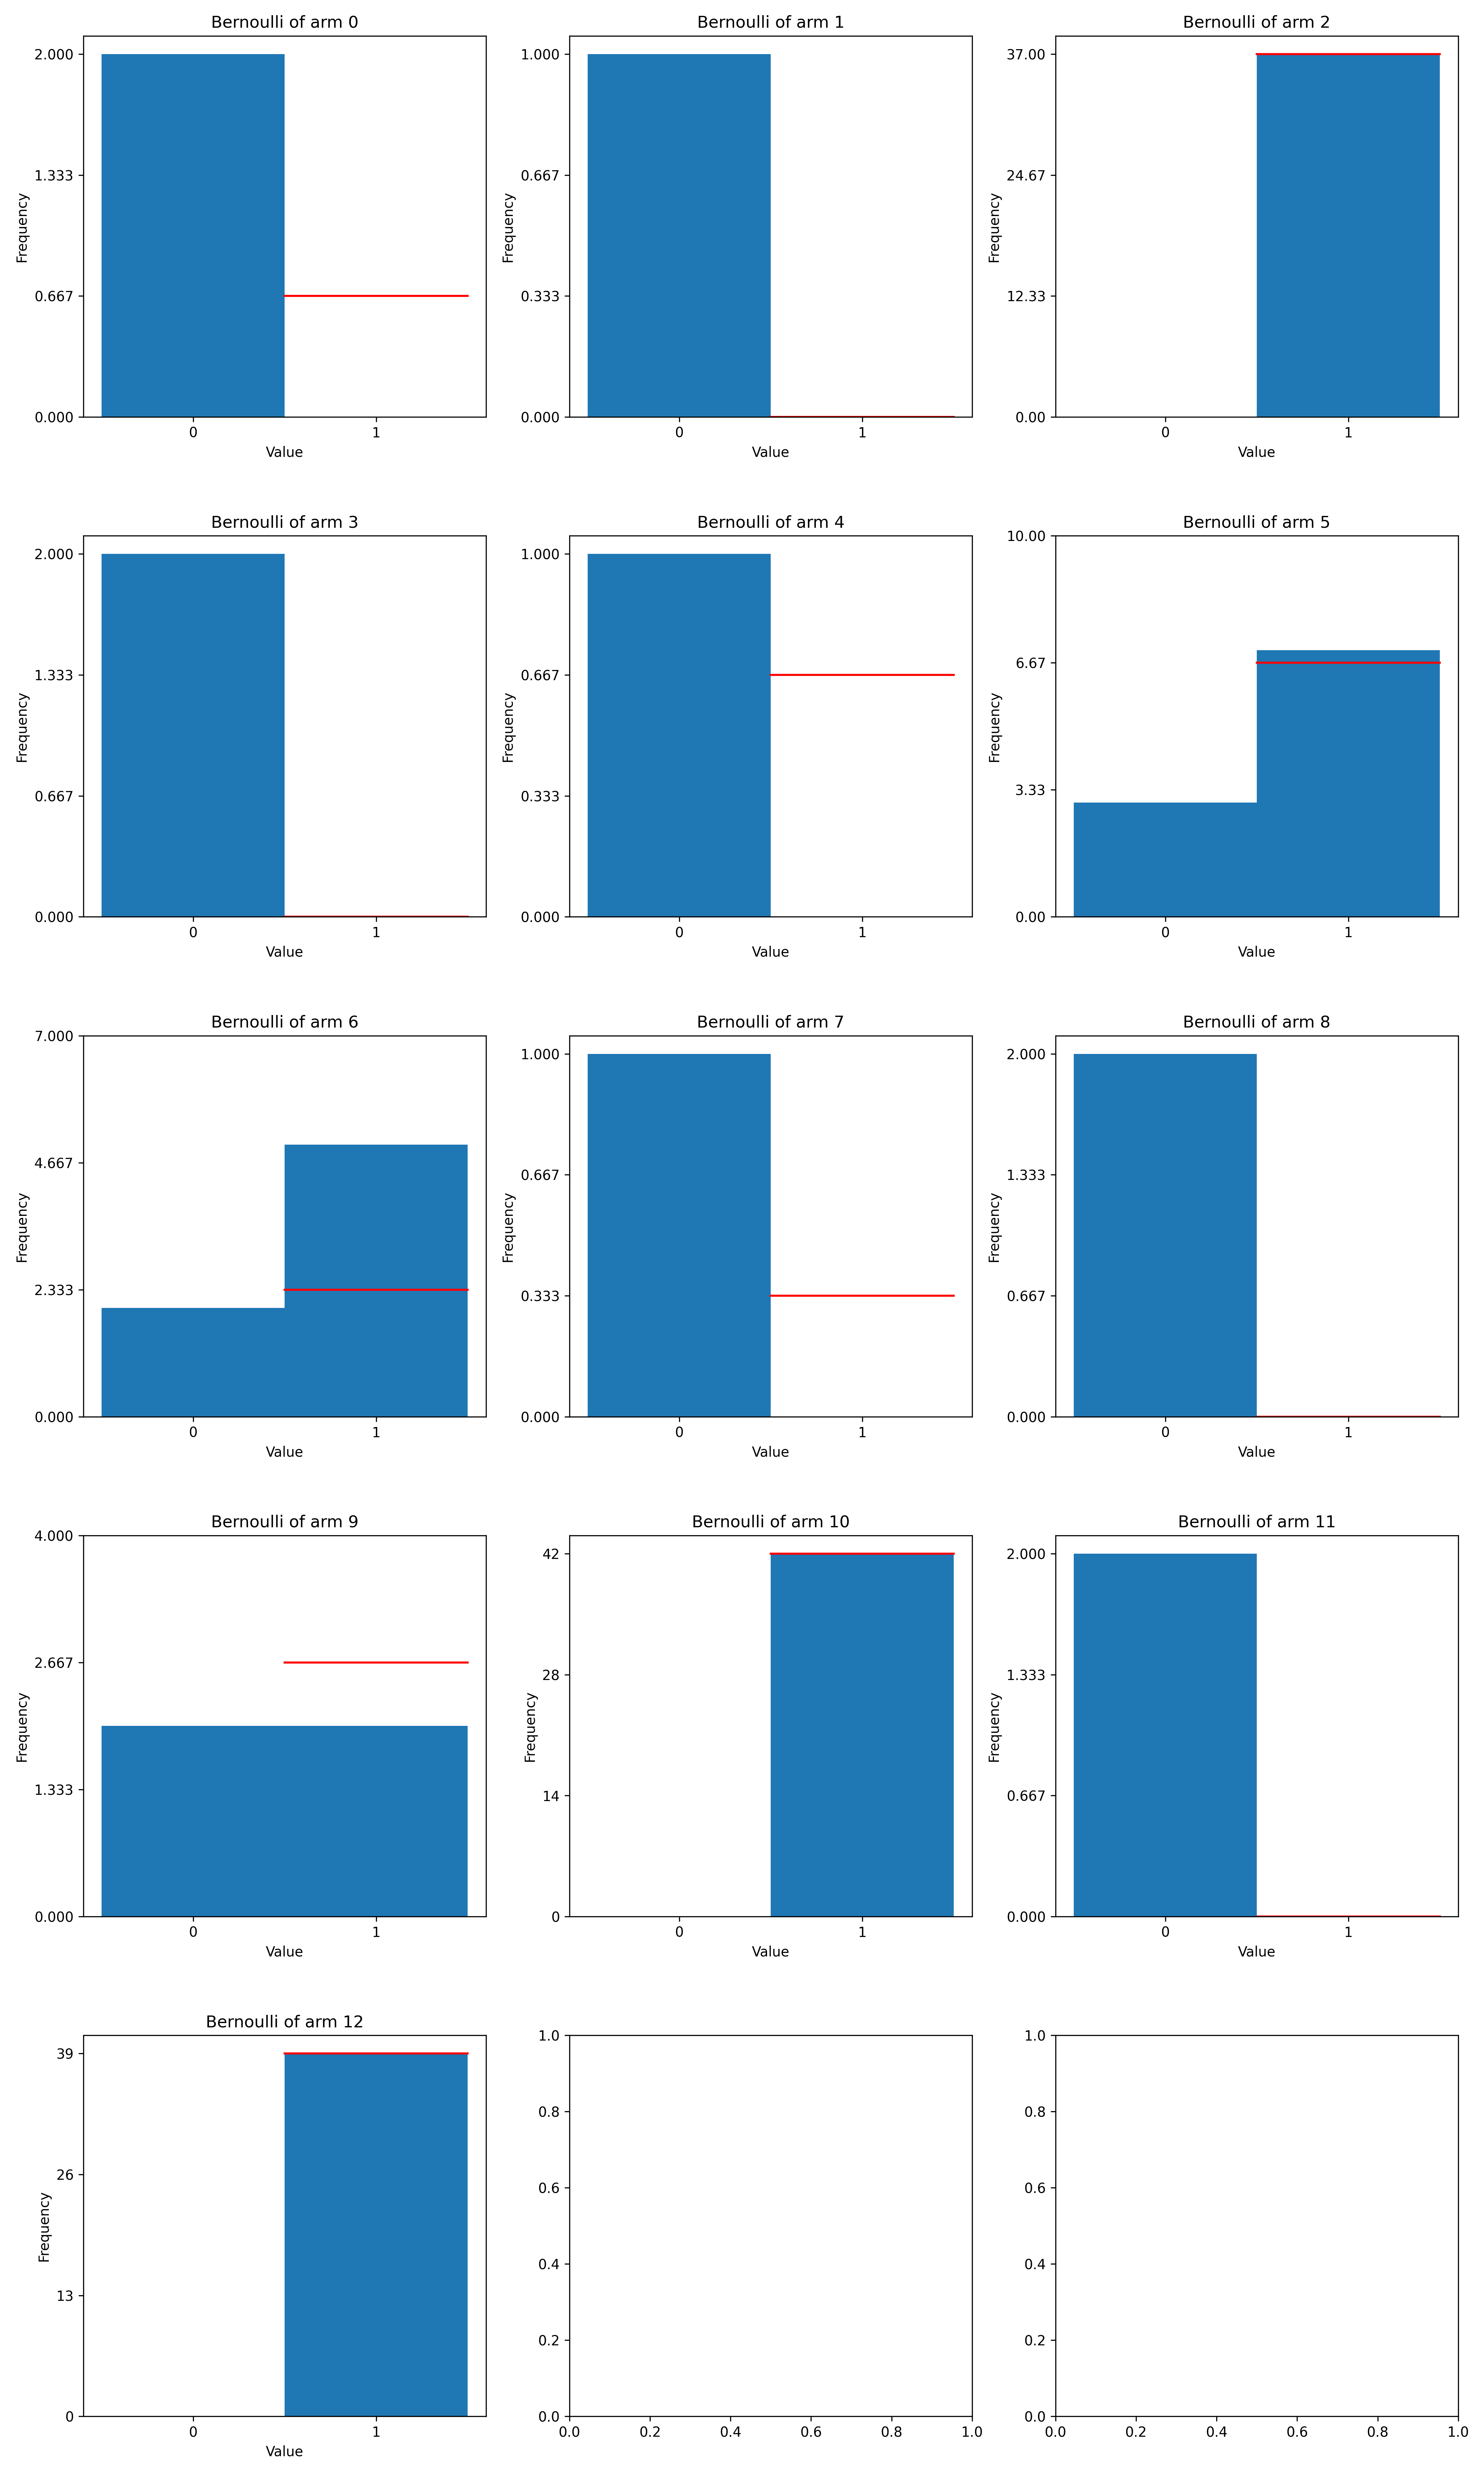 Bernoulli of arm 0
2.000
1.333
0.667
0.000
Frequency
0 1
Value
Bernoulli of arm 1
1.000
0.667
0.333
0.000
Frequency
0 1
Value
Bernoulli of arm 2
37.00
24.67
12.33
0.00
Frequency
0 1
Value
Bernoulli of arm 3
2.000
1.333
0.667
0.000
Frequency
0 1
Value
Bernoulli of arm 4
1.000
0.667
0.333
0.000
Frequency
0 1
Value
Bernoulli of arm 5
10.00
6.67
3.33
0.00
Frequency
0 1
Value
Bernoulli of arm 6
7.000
4.667
2.333
0.000
Frequency
0 1
Value
Bernoulli of arm 7
1.000
0.667
0.333
0.000
Frequency
0 1
Value
Bernoulli of arm 8
2.000
1.333
0.667
0.000
Frequency
0 1
Value
Bernoulli of arm 9
4.000
2.667
1.333
0.000
Frequency
0 1
Value
Bernoulli of arm 10
42
28
14
0
Frequency
0 1
Value
Bernoulli of arm 11
2.000
1.333
0.667
0.000
Frequency
0 1
Value
Bernoulli of arm 12
39
26
13
0
Frequency
0 1
Value
1.0
0.8
0.6
0.4
0.2
0.0
0.0 0.2 0.4 0.6 0.8 1.0
1.0
0.8
0.6
0.4
0.2
0.0
0.0 0.2 0.4 0.6 0.8 1.0